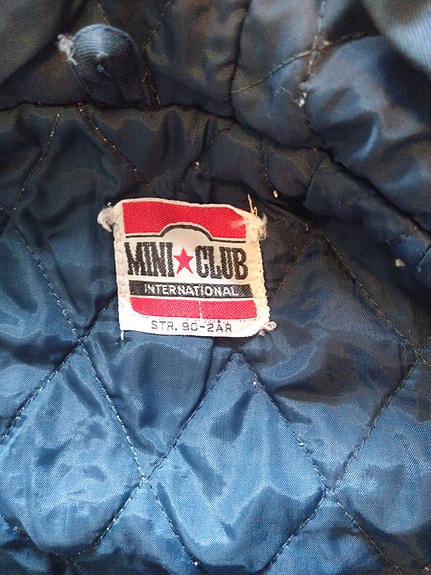 MINI★CLUB
INTERNATIONAL
STR. 90-2ÅR